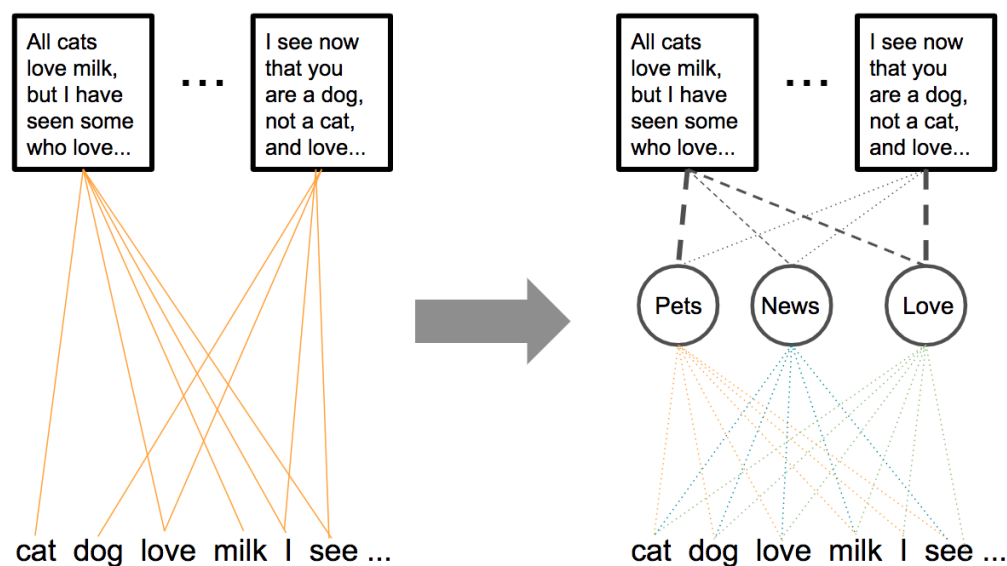 All cats
love milk,
but I have
seen some
who love...
...
I see now
that you
are a dog,
not a cat,
and love...
cat dog love milk I see ...
All cats
love milk,
but I have
seen some
who love...
...
I see now
that you
are a dog,
not a cat,
and love...
Pets
News
Love
cat dog love milk I see ...